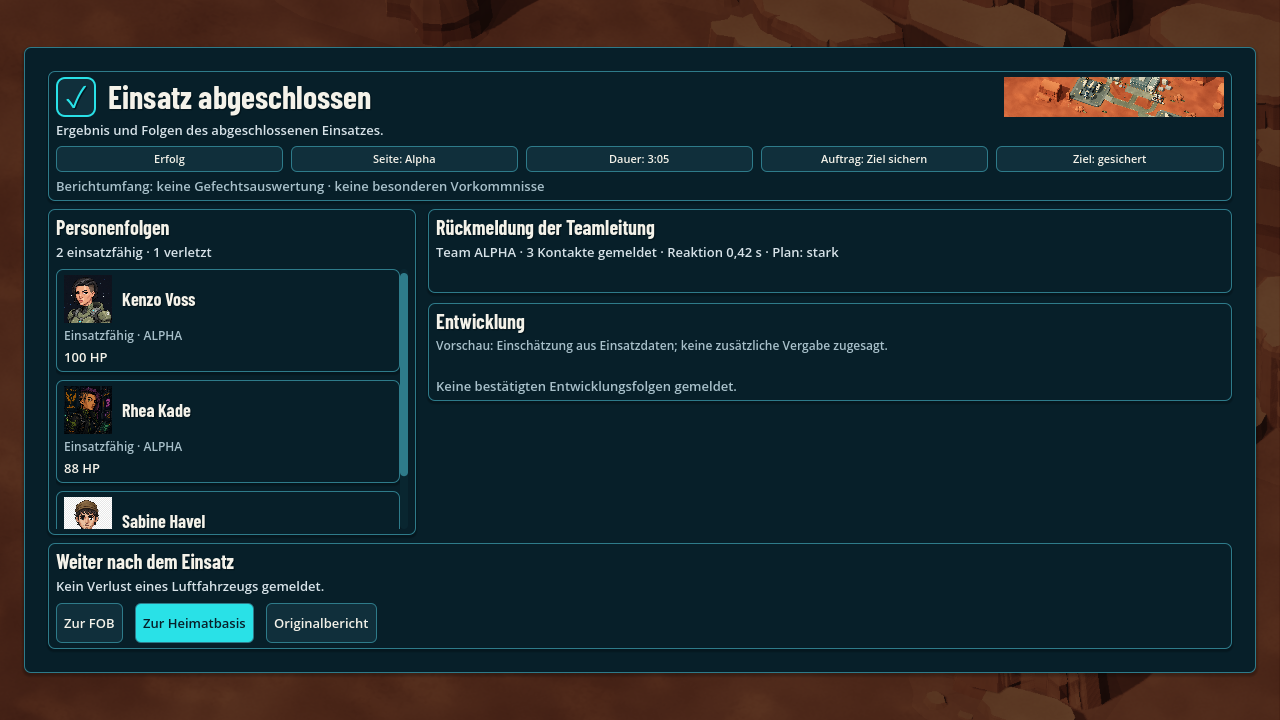 Einsatz abgeschlossen
Ergebnis und Folgen des abgeschlossenen Einsatzes.
Erfolg
Seite: Alpha
Dauer: 3:05
Auftrag: Ziel sichern
Ziel: gesichert
Berichtumfang: keine Gefechtsauswertung · keine besonderen Vorkommnisse
Personenfolgen
2 einsatzfähig · 1 verletzt
Kenzo Voss
Einsatzfähig · ALPHA
100 HP
Rhea Kade
Einsatzfähig · ALPHA
88 HP
Sabine Havel
Rückmeldung der Teamleitung
Team ALPHA · 3 Kontakte gemeldet · Reaktion 0,42 s · Plan: stark
Entwicklung
Vorschau: Einschätzung aus Einsatzdaten; keine zusätzliche Vergabe zugesagt.
Keine bestätigten Entwicklungsfolgen gemeldet.
Weiter nach dem Einsatz
Kein Verlust eines Luftfahrzeugs gemeldet.
Zur FOB
Zur Heimatbasis
Originalbericht